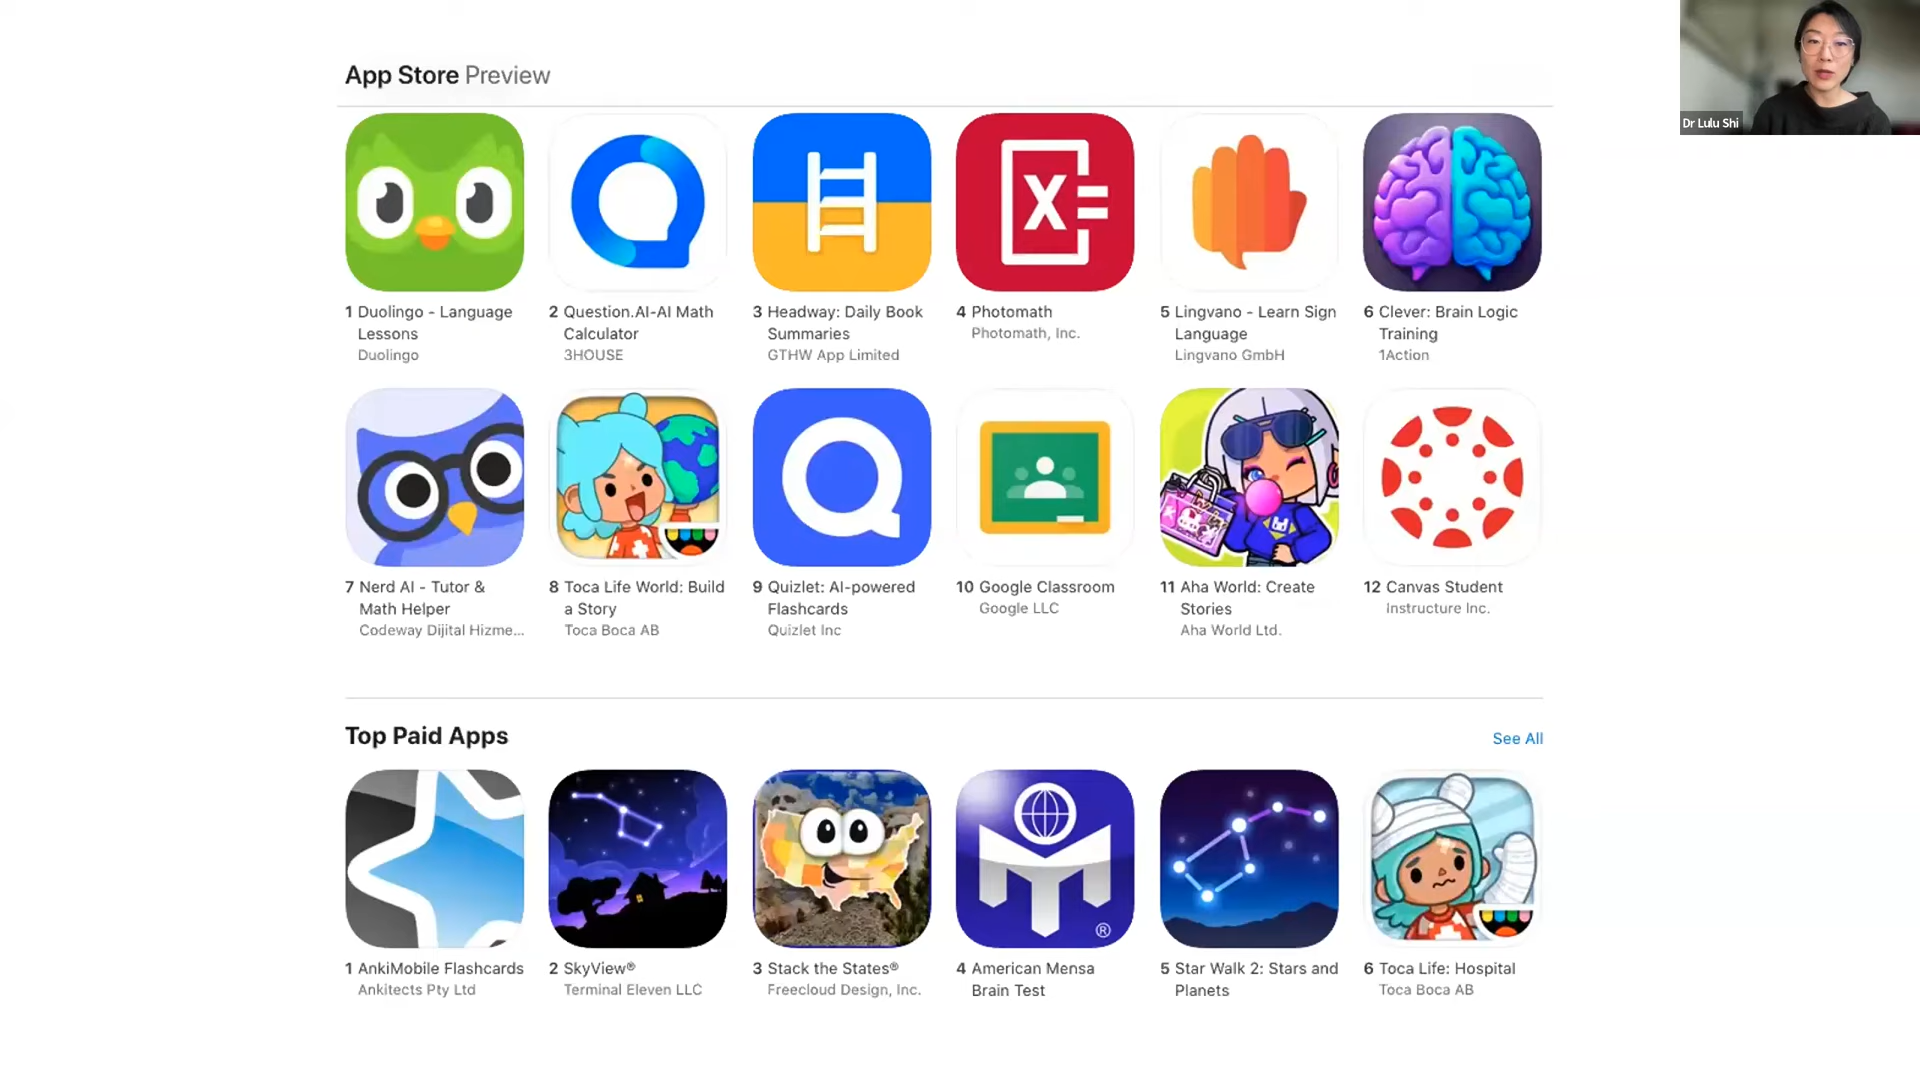 App Store Preview
Dr Lulu Shi
1 Duolingo - Language
Lessons
Duolingo
2 Question.AI-AI Math
Calculator
3HOUSE
3 Headway: Daily Book
Summaries
GTHW App Limited
4 Photomath
Photomath, Inc.
5 Lingvano - Learn Sign
Language
Lingvano GmbH
6 Clever: Brain Logic
Training
1Action
7 Nerd AI - Tutor &
Math Helper
Codeway Dijital Hizme...
8 Toca Life World: Build
a Story
Toca Boca AB
9 Quizlet: AI-powered
Flashcards
Quizlet Inc
10 Google Classroom
Google LLC
11 Aha World: Create
Stories
Aha World Ltd.
12 Canvas Student
Instructure Inc.
Top Paid Apps
See All
1 AnkiMobile Flashcards
Ankitects Pty Ltd
2 SkyView®
Terminal Eleven LLC
3 Stack the States®
Freecloud Design, Inc.
4 American Mensa
Brain Test
5 Star Walk 2: Stars and
Planets
6 Toca Life: Hospital
Toca Boca AB